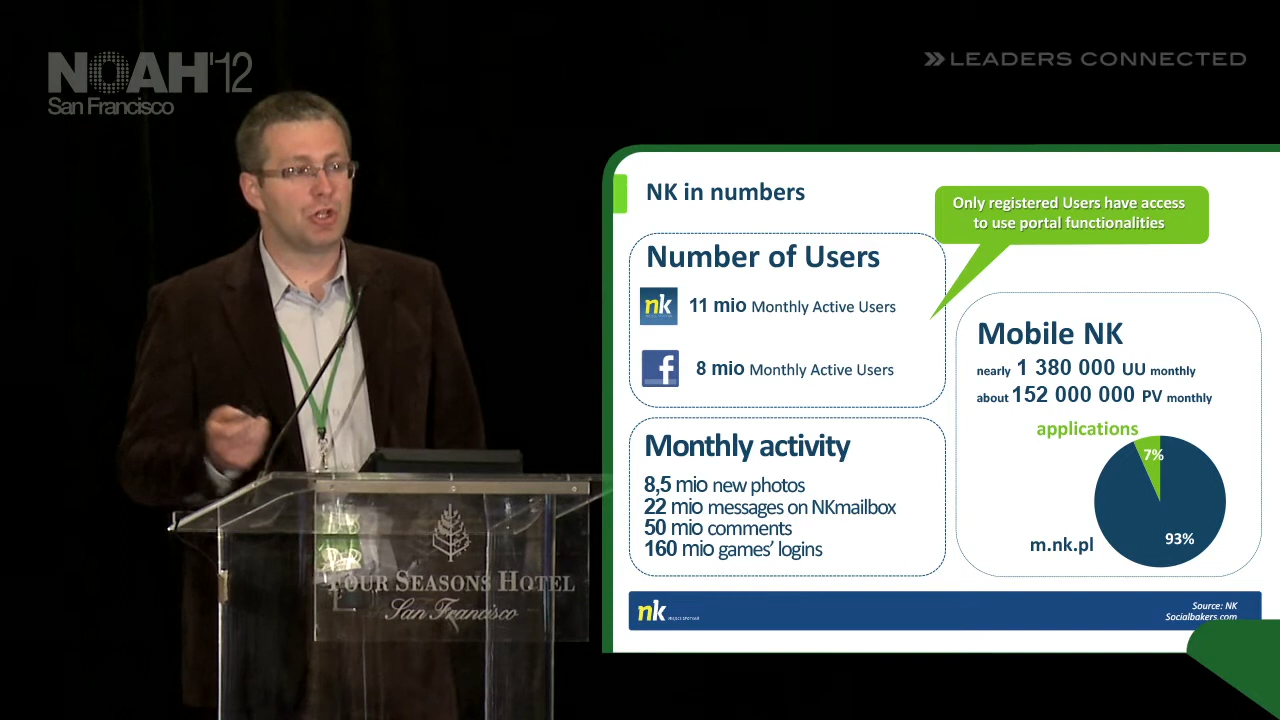 NOAH'12
San Francisco
LEADERS CONNECTED
NK in numbers
Only registered Users have access
to use portal functionalities
Number of Users
nk
11 mio Monthly Active Users
f
8 mio Monthly Active Users
Monthly activity
8,5 mio new photos
22 mio messages on NKmailbox
50 mio comments
160 mio games' logins
Mobile NK
nearly 1 380 000 UU monthly
about 152 000 000 PV monthly
applications
7%
93%
m.nk.pl
nk
Source: NK
Socialbakers.com
FOUR SEASONS HOTEL
San Francisco